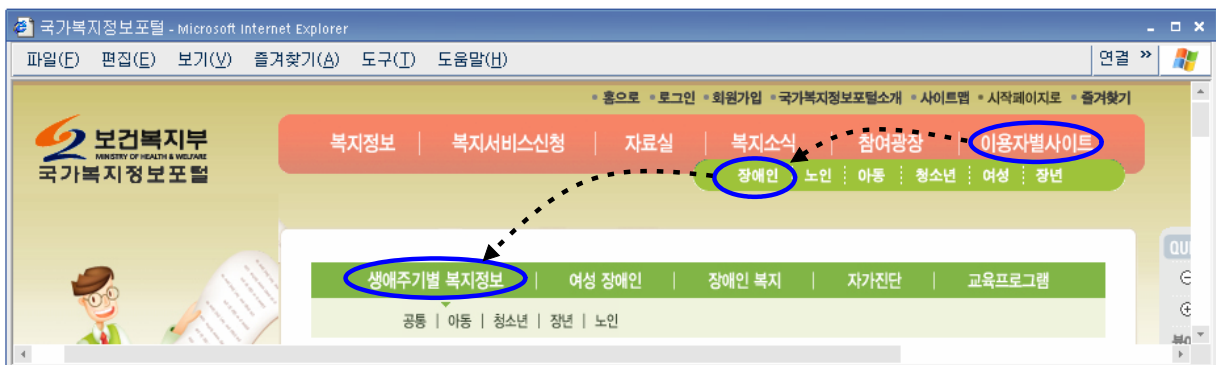 국가복지정보포털 - Microsoft Internet Explorer
파일(F) 편집(E) 보기(V) 즐겨찾기(A) 도구(T) 도움말(H) 연결 »
홈으로 로그인 회원가입 국가복지정보포털소개 사이트맵 시작페이지로 즐겨찾기
보건복지부
MINISTRY OF HEALTH & WELFARE
국가복지정보포털
복지정보 복지서비스신청 자료실 복지소식 참여광장 이용자별사이트
장애인 노인 아동 청소년 여성 장년
QUI
생애주기별 복지정보 여성 장애인 장애인 복지 자가진단 교육프로그램
공통 | 아동 | 청소년 | 장년 | 노인